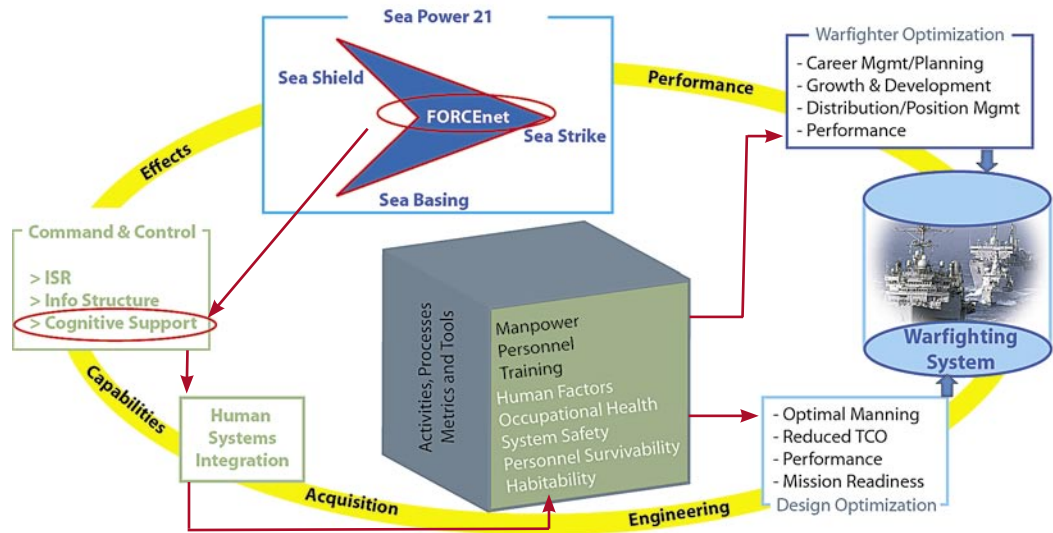 Sea Power 21
Sea Shield
FORCEnet
Sea Strike
Sea Basing
Performance
Warfighter Optimization
- Career Mgmt/Planning
- Growth & Development
- Distribution/Position Mgmt
- Performance
Effects
Command & Control
> ISR
> Info Structure
> Cognitive Support
Activities, Processes
Metrics and Tools
Manpower
Personnel
Training
Human Factors
Occupational Health
System Safety
Personnel Survivability
Habitability
Warfighting
System
Capabilities
Human
Systems
Integration
- Optimal Manning
- Reduced TCO
- Performance
- Mission Readiness
Design Optimization
Acquisition
Engineering